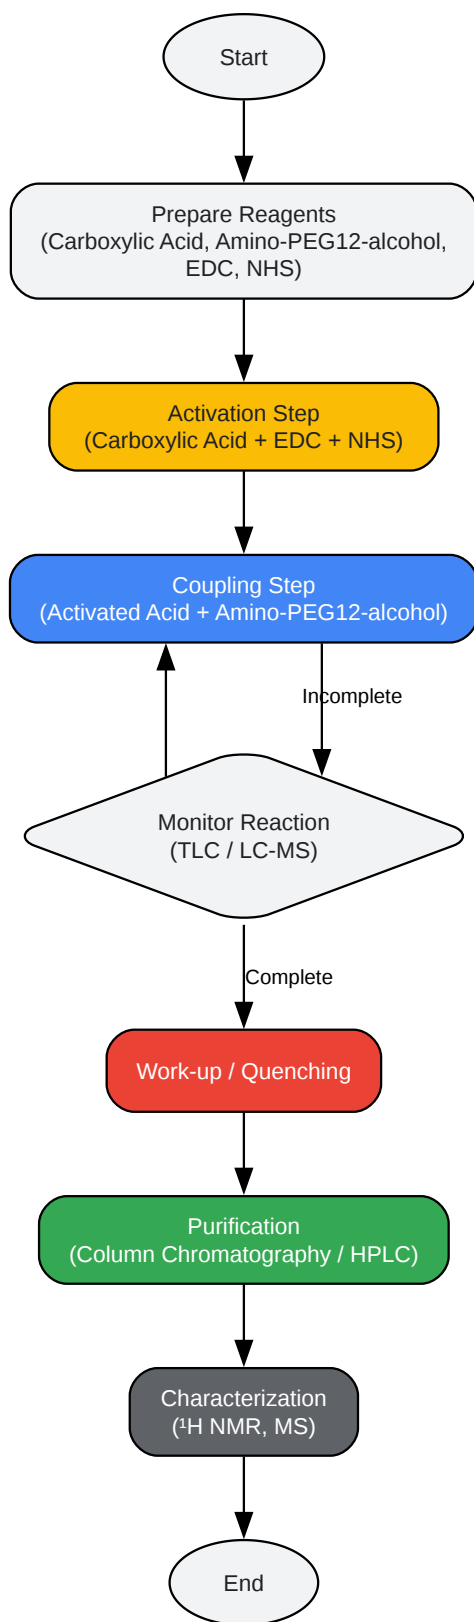 Start
Prepare Reagents
(Carboxylic Acid, Amino-PEG12-alcohol,
EDC, NHS)
Activation Step
(Carboxylic Acid + EDC + NHS)
Coupling Step
(Activated Acid + Amino-PEG12-alcohol)
Incomplete
Monitor Reaction
(TLC / LC-MS)
Complete
Work-up / Quenching
Purification
(Column Chromatography / HPLC)
Characterization
(¹H NMR, MS)
End